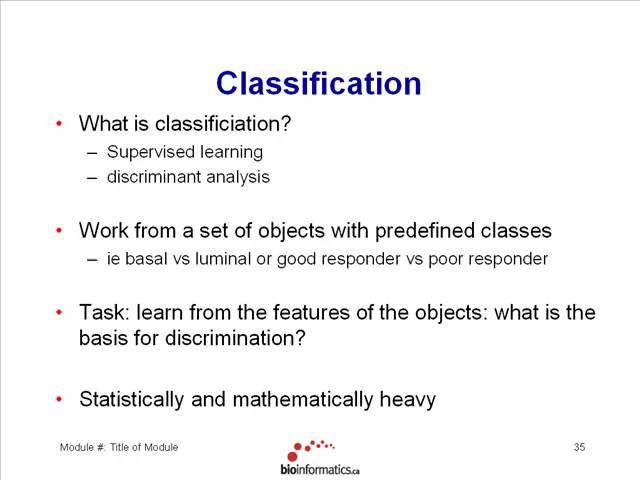 Classification
• What is classificiation?
– Supervised learning
– discriminant analysis
• Work from a set of objects with predefined classes
– ie basal vs luminal or good responder vs poor responder
• Task: learn from the features of the objects: what is the
basis for discrimination?
• Statistically and mathematically heavy
Module #: Title of Module
bioinformatics.ca
35